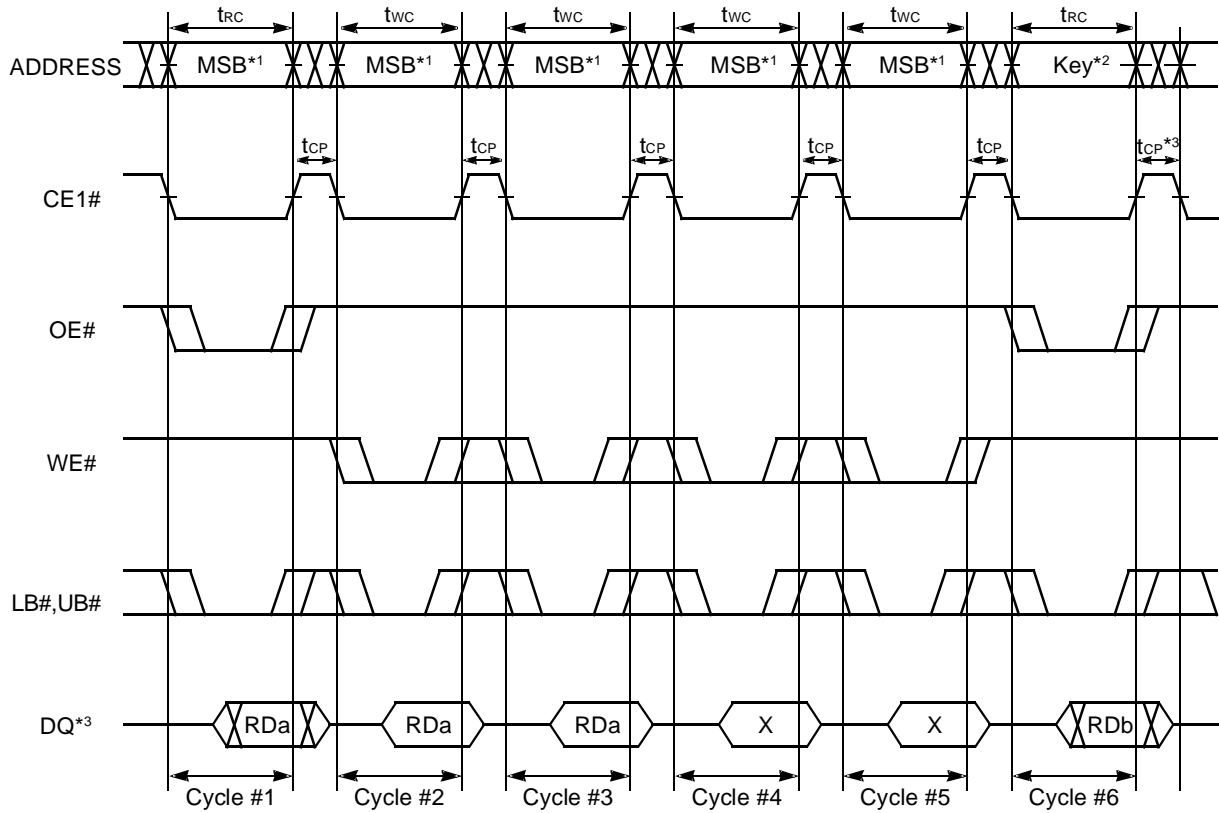 tRC tWC tWC tWC tWC tRC
ADDRESS MSB*1 MSB*1 MSB*1 MSB*1 MSB*1 Key*2
tCP tCP tCP tCP tCP tCP*3
CE1#
OE#
WE#
LB#,UB#
DQ*3 RDa RDa RDa X X RDb
Cycle #1 Cycle #2 Cycle #3 Cycle #4 Cycle #5 Cycle #6